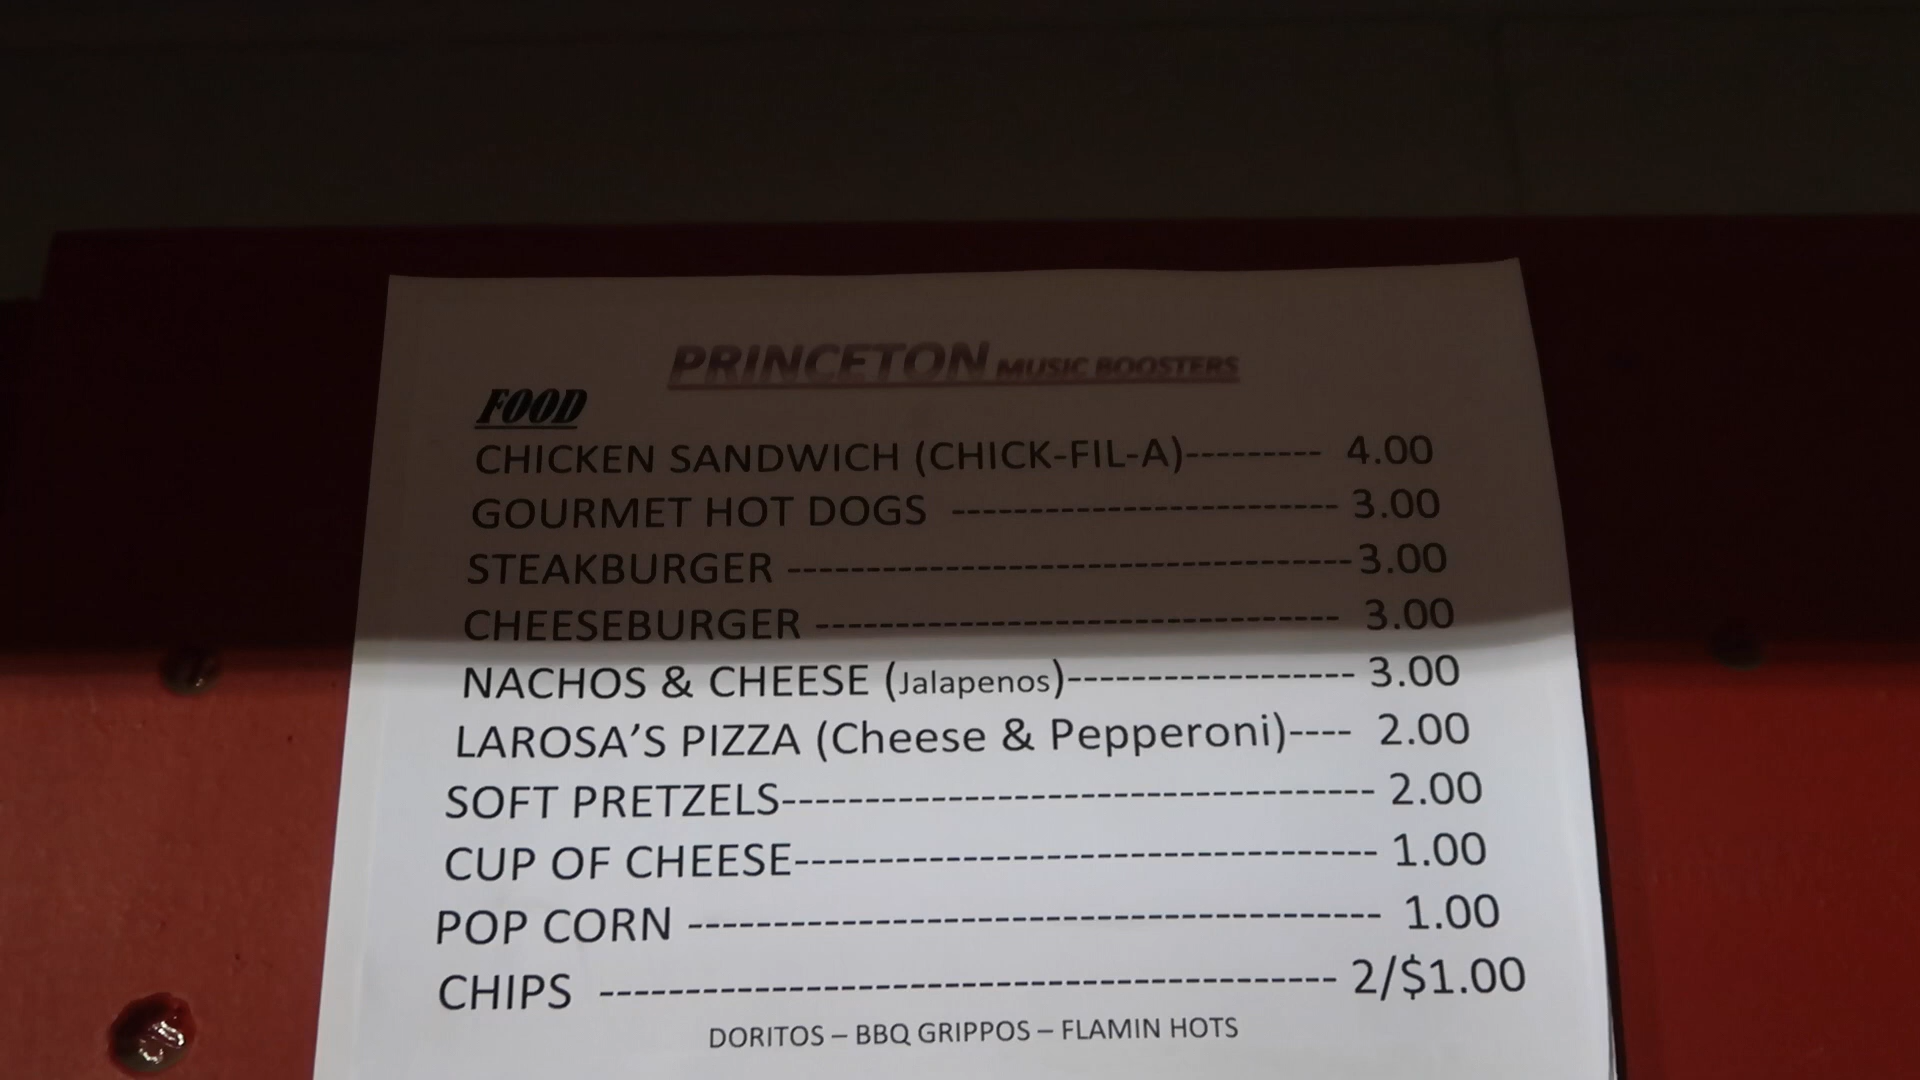 PRINCETON MUSIC BOOSTERS
FOOD
CHICKEN SANDWICH (CHICK-FIL-A)--------- 4.00
GOURMET HOT DOGS ------------------------- 3.00
STEAKBURGER ------------------------------------3.00
CHEESEBURGER --------------------------------- 3.00
NACHOS & CHEESE (Jalapenos)------------------ 3.00
LAROSA’S PIZZA (Cheese & Pepperoni)---- 2.00
SOFT PRETZELS------------------------------------- 2.00
CUP OF CHEESE------------------------------------ 1.00
POP CORN ------------------------------------------ 1.00
CHIPS -------------------------------------------- 2/$1.00
DORITOS – BBQ GRIPPOS – FLAMIN HOTS